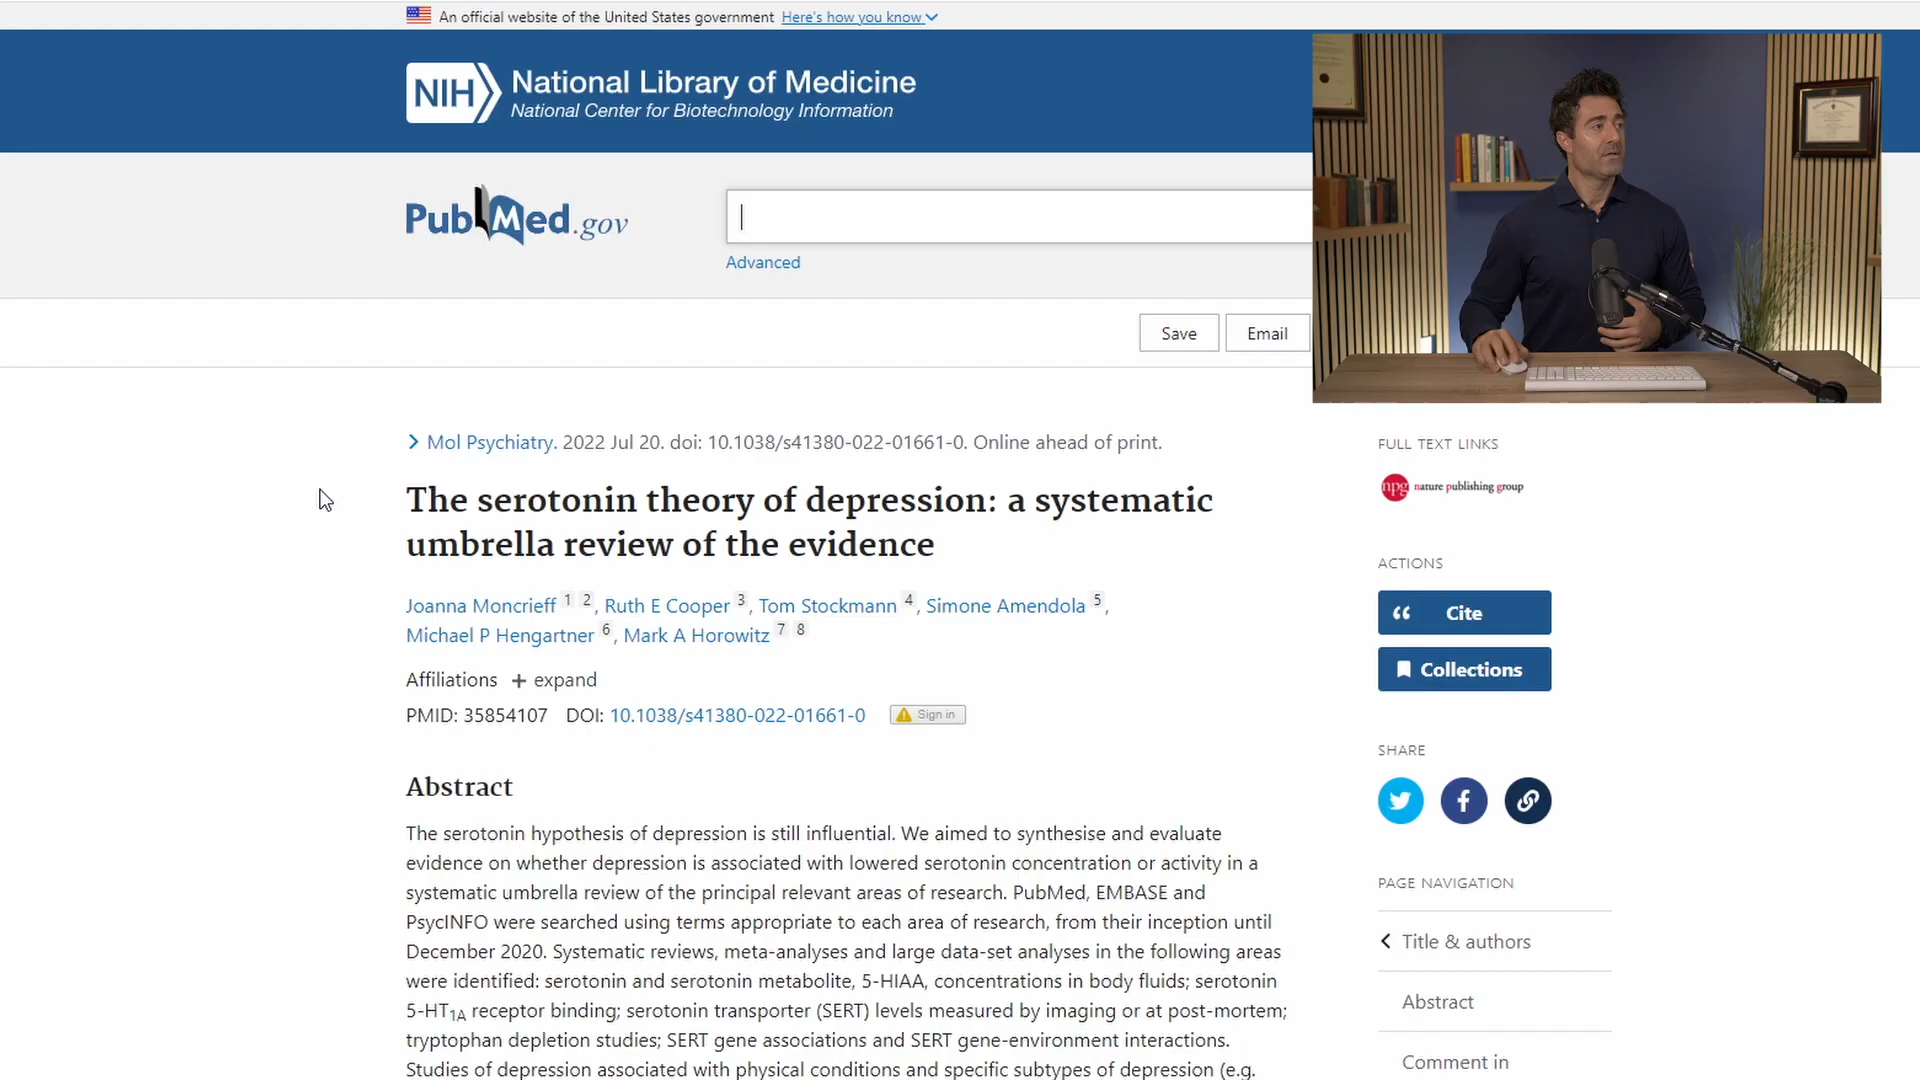 An official website of the United States government Here's how you know
NIH National Library of Medicine
National Center for Biotechnology Information
PubMed.gov
Advanced
Save Email
Mol Psychiatry. 2022 Jul 20. doi: 10.1038/s41380-022-01661-0. Online ahead of print.
The serotonin theory of depression: a systematic
umbrella review of the evidence
Joanna Moncrieff 1 2, Ruth E Cooper 3, Tom Stockmann 4, Simone Amendola 5,
Michael P Hengartner 6, Mark A Horowitz 7 8
Affiliations + expand
PMID: 35854107 DOI: 10.1038/s41380-022-01661-0 Sign in
Abstract
The serotonin hypothesis of depression is still influential. We aimed to synthesise and evaluate
evidence on whether depression is associated with lowered serotonin concentration or activity in a
systematic umbrella review of the principal relevant areas of research. PubMed, EMBASE and
PsycINFO were searched using terms appropriate to each area of research, from their inception until
December 2020. Systematic reviews, meta-analyses and large data-set analyses in the following areas
were identified: serotonin and serotonin metabolite, 5-HIAA, concentrations in body fluids; serotonin
5-HT1A receptor binding; serotonin transporter (SERT) levels measured by imaging or at post-mortem;
tryptophan depletion studies; SERT gene associations and SERT gene-environment interactions.
Studies of depression associated with physical conditions and specific subtypes of depression (e.g.
FULL TEXT LINKS
npg nature publishing group
ACTIONS
Cite
Collections
SHARE
PAGE NAVIGATION
Title & authors
Abstract
Comment in